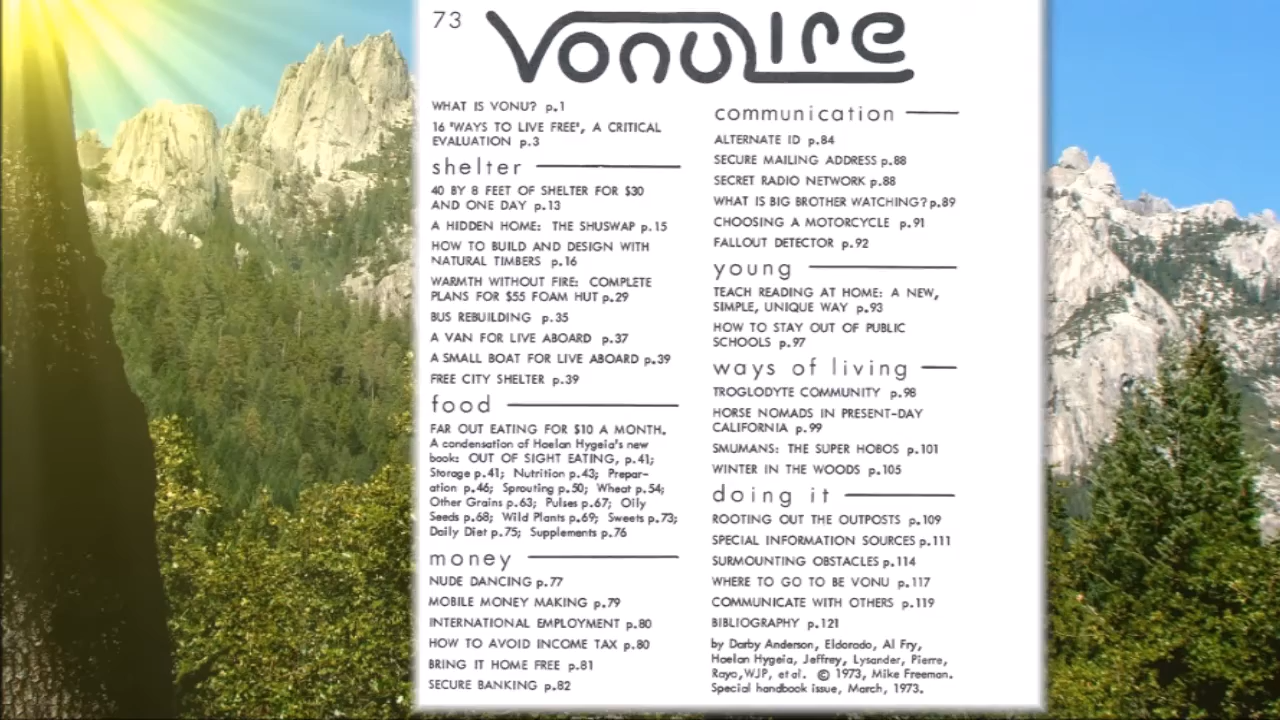 73
VONULIFE
WHAT IS VONU? p.1
16 "WAYS TO LIVE FREE", A CRITICAL
EVALUATION p.3
shelter
40 BY 8 FEET OF SHELTER FOR $30
AND ONE DAY p.13
A HIDDEN HOME: THE SHUSWAP p.15
HOW TO BUILD AND DESIGN WITH
NATURAL TIMBERS p.16
WARMTH WITHOUT FIRE: COMPLETE
PLANS FOR $55 FOAM HUT p.29
BUS REBUILDING p.35
A VAN FOR LIVE ABOARD p.37
A SMALL BOAT FOR LIVE ABOARD p.39
FREE CITY SHELTER p.39
food
FAR OUT EATING FOR $10 A MONTH.
A condensation of Haelan Hygeia's new
book: OUT OF SIGHT EATING, p.41;
Storage p.41; Nutrition p.43; Prepar-
ation p.46; Sprouting p.50; Wheat p.54;
Other Grains p.63; Pulses p.67; Oily
Seeds p.68; Wild Plants p.69; Sweets p.73;
Daily Diet p.75; Supplements p.76
money
NUDE DANCING p.77
MOBILE MONEY MAKING p.79
INTERNATIONAL EMPLOYMENT p.80
HOW TO AVOID INCOME TAX p.80
BRING IT HOME FREE p.81
SECURE BANKING p.82
communication
ALTERNATE ID p.84
SECURE MAILING ADDRESS p.88
SECRET RADIO NETWORK p.88
WHAT IS BIG BROTHER WATCHING? p.89
CHOOSING A MOTORCYCLE p.91
FALLOUT DETECTOR p.92
young
TEACH READING AT HOME: A NEW,
SIMPLE, UNIQUE WAY p.93
HOW TO STAY OUT OF PUBLIC
SCHOOLS p.97
ways of living
TROGLODYTE COMMUNITY p.98
HORSE NOMADS IN PRESENT-DAY
CALIFORNIA p.99
SMUMANS: THE SUPER HOBOS p.101
WINTER IN THE WOODS p.105
doing it
ROOTING OUT THE OUTPOSTS p.109
SPECIAL INFORMATION SOURCES p.111
SURMOUNTING OBSTACLES p.114
WHERE TO GO TO BE VONU p.117
COMMUNICATE WITH OTHERS p.119
BIBLIOGRAPHY p.121
by Darby Anderson, Eldorado, Al Fry,
Haelan Hygeia, Jeffrey, Lysander, Pierre,
Rayo, WJP, et al. © 1973, Mike Freeman.
Special handbook issue, March, 1973.